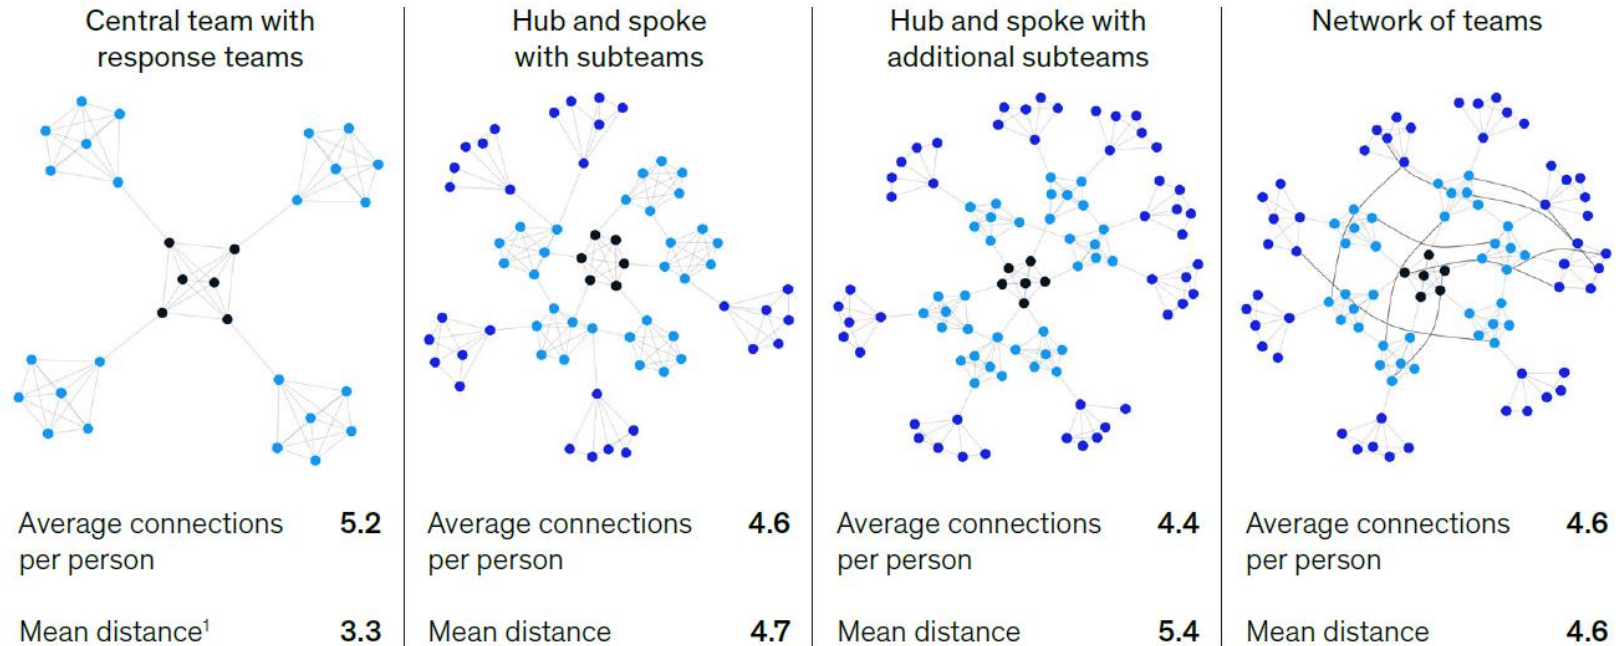 Central team with
response teams
Average connections 5.2
per person
Mean distance¹ 3.3
Hub and spoke
with subteams
Average connections 4.6
per person
Mean distance 4.7
Hub and spoke with
additional subteams
Average connections 4.4
per person
Mean distance 5.4
Network of teams
Average connections 4.6
per person
Mean distance 4.6